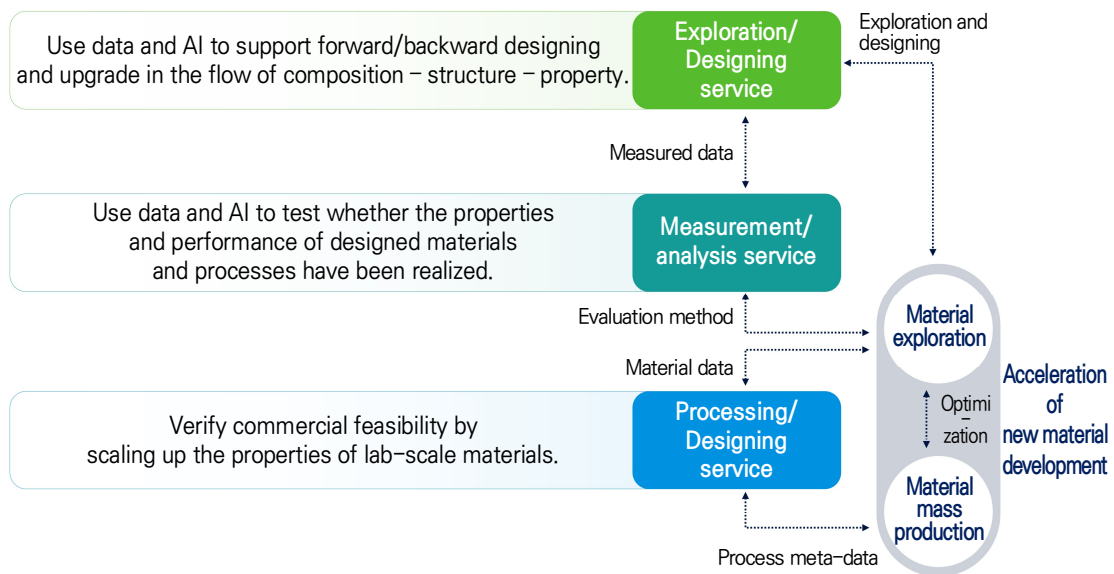 Use data and AI to support forward/backward designing
and upgrade in the flow of composition – structure – property.
Exploration/
Designing
service
Exploration and
designing
Measured data
Use data and AI to test whether the properties
and performance of designed materials
and processes have been realized.
Measurement/
analysis service
Evaluation method
Material data
Verify commercial feasibility by
scaling up the properties of lab-scale materials.
Processing/
Designing
service
Process meta-data
Material
exploration
Optimi
-
zation
Material
mass
production
Acceleration
of
new material
development